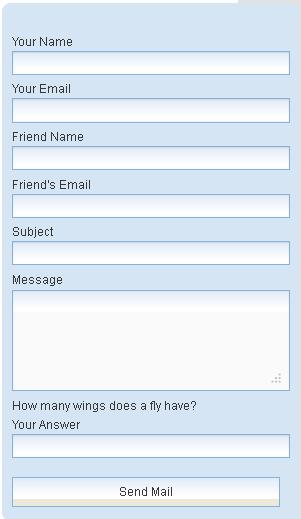 Your Name
Your Email
Friend Name
Friend's Email
Subject
Message
How many wings does a fly have?
Your Answer
Send Mail